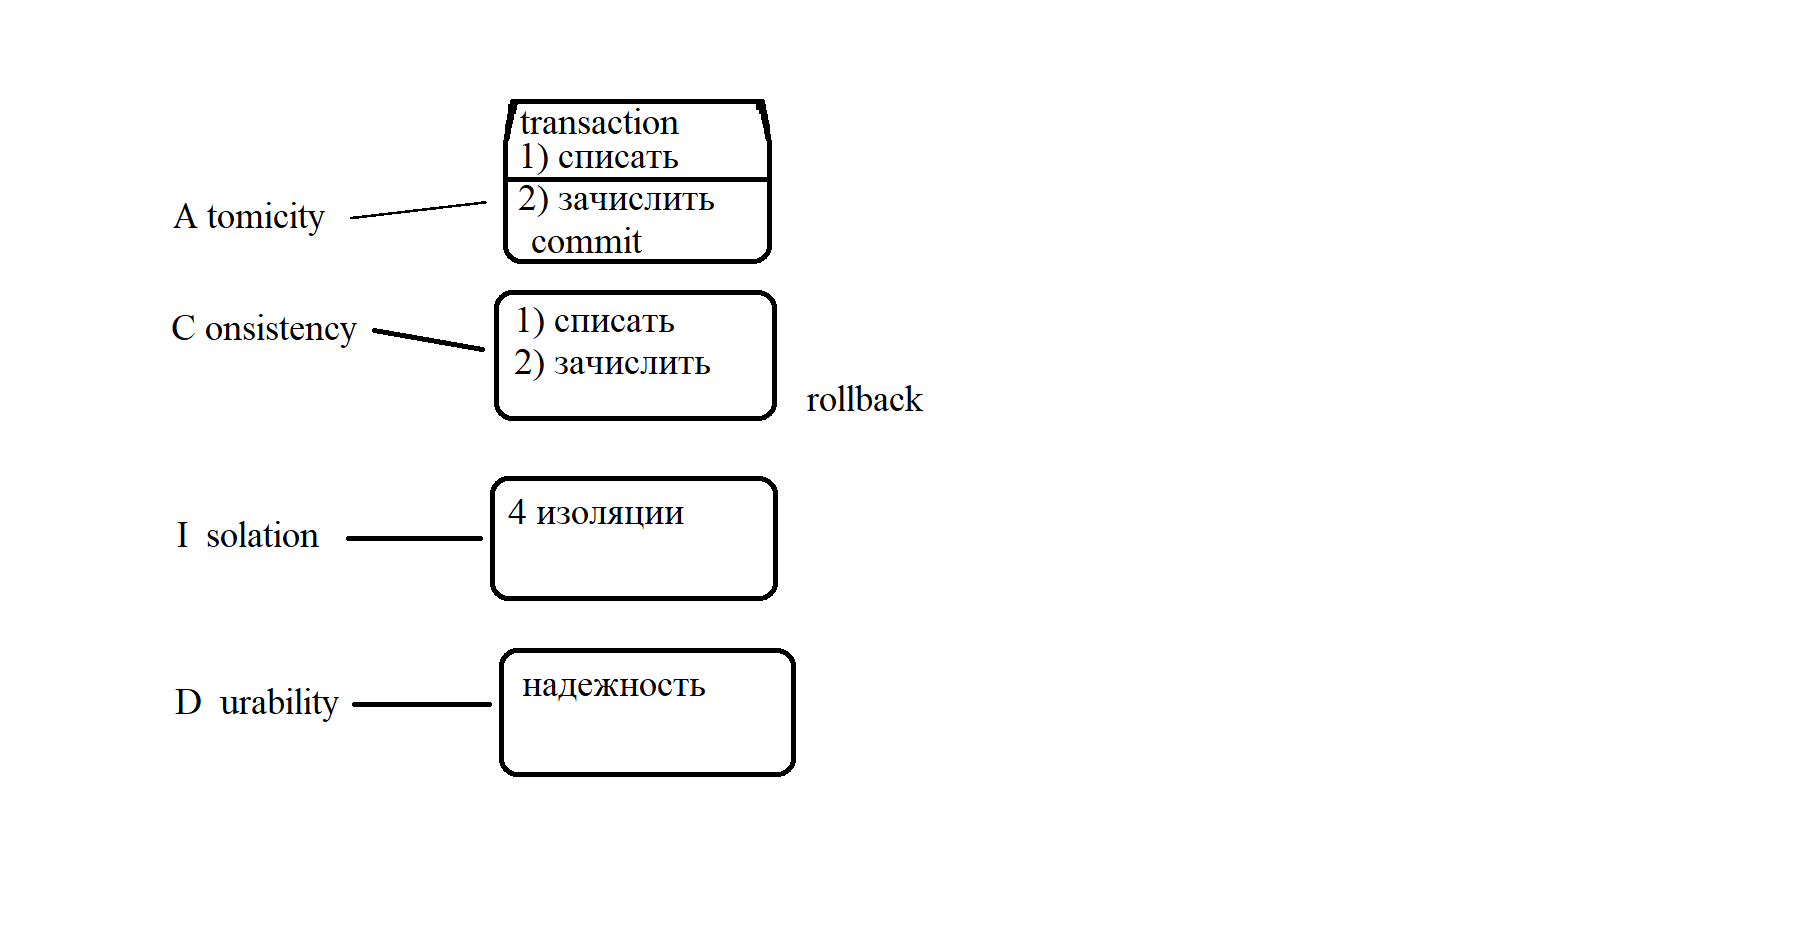 transaction
1) списать
A tomicity
2) зачислить
commit
C onsistency
1) списать
2) зачислить
rollback
I solation
4 изоляции
D urability
надежность